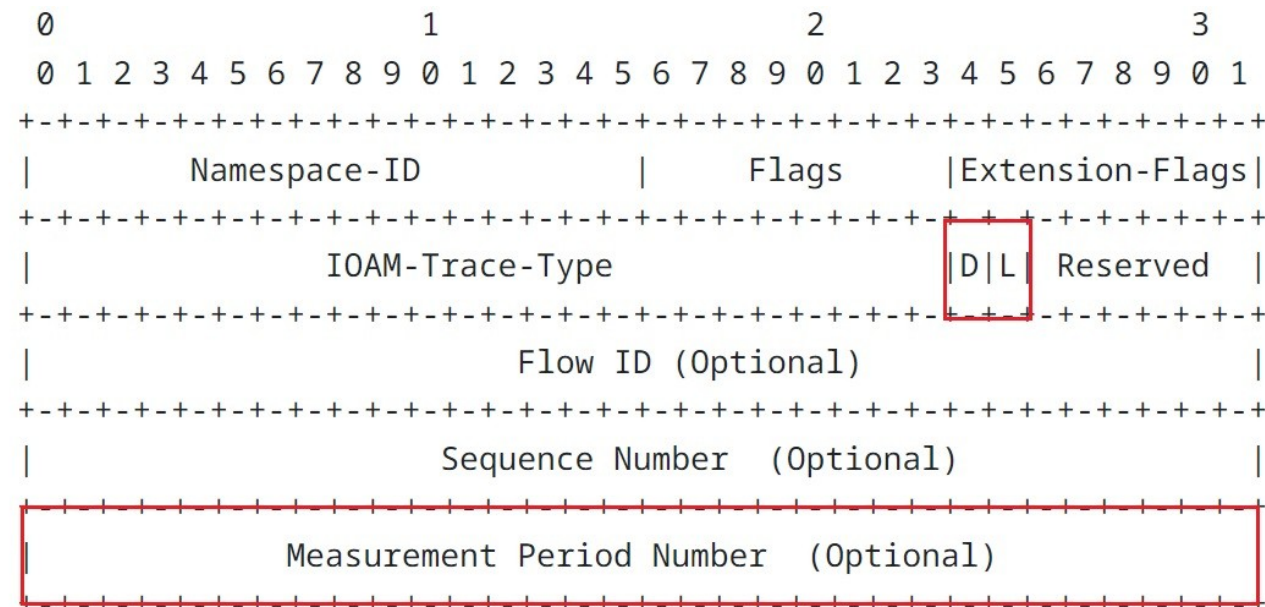 0 1 2 3
0 1 2 3 4 5 6 7 8 9 0 1 2 3 4 5 6 7 8 9 0 1 2 3 4 5 6 7 8 9 0 1
+-+-+-+-+-+-+-+-+-+-+-+-+-+-+-+-+-+-+-+-+-+-+-+-+-+-+-+-+-+-+-+-+
| Namespace-ID | Flags |Extension-Flags|
+-+-+-+-+-+-+-+-+-+-+-+-+-+-+-+-+-+-+-+-+-+-+-+-+-+-+-+-+-+-+-+-+
| IOAM-Trace-Type |D|L| Reserved |
+-+-+-+-+-+-+-+-+-+-+-+-+-+-+-+-+-+-+-+-+-+-+-+-+-+-+-+-+-+-+-+-+
| Flow ID (Optional) |
+-+-+-+-+-+-+-+-+-+-+-+-+-+-+-+-+-+-+-+-+-+-+-+-+-+-+-+-+-+-+-+-+
| Sequence Number (Optional) |
+-+-+-+-+-+-+-+-+-+-+-+-+-+-+-+-+-+-+-+-+-+-+-+-+-+-+-+-+-+-+-+-+
| Measurement Period Number (Optional)
+-+-+-+-+-+-+-+-+-+-+-+-+-+-+-+-+-+-+-+-+-+-+-+-+-+-+-+-+-+-+-+-+